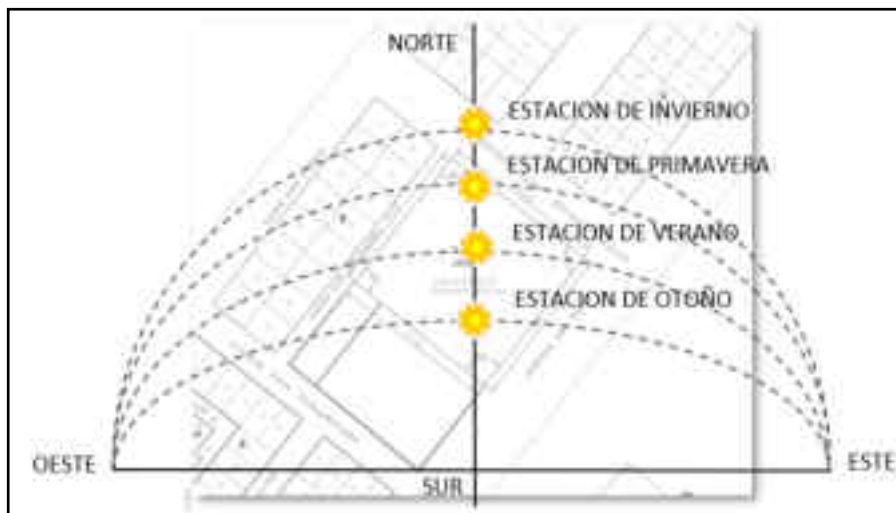 NORTE
ESTACION DE INVIERNO
ESTACION DE PRIMAVERA
ESTACION DE VERANO
ESTACION DE OTOÑO
OESTE
ESTE
SUR